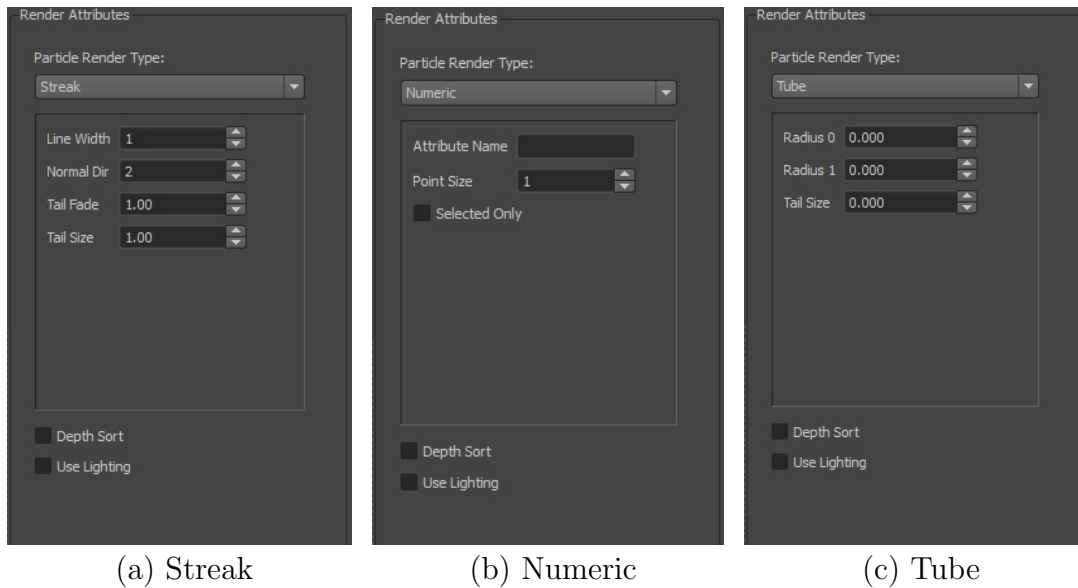 Render Attributes
Particle Render Type:
Streak
Line Width 1
Normal Dir 2
Tail Fade 1.00
Tail Size 1.00
Depth Sort
Use Lighting
(a) Streak
Render Attributes
Particle Render Type:
Numeric
Attribute Name
Point Size 1
Selected Only
Depth Sort
Use Lighting
(b) Numeric
Render Attributes
Particle Render Type:
Tube
Radius 0 0.000
Radius 1 0.000
Tail Size 0.000
Depth Sort
Use Lighting
(c) Tube